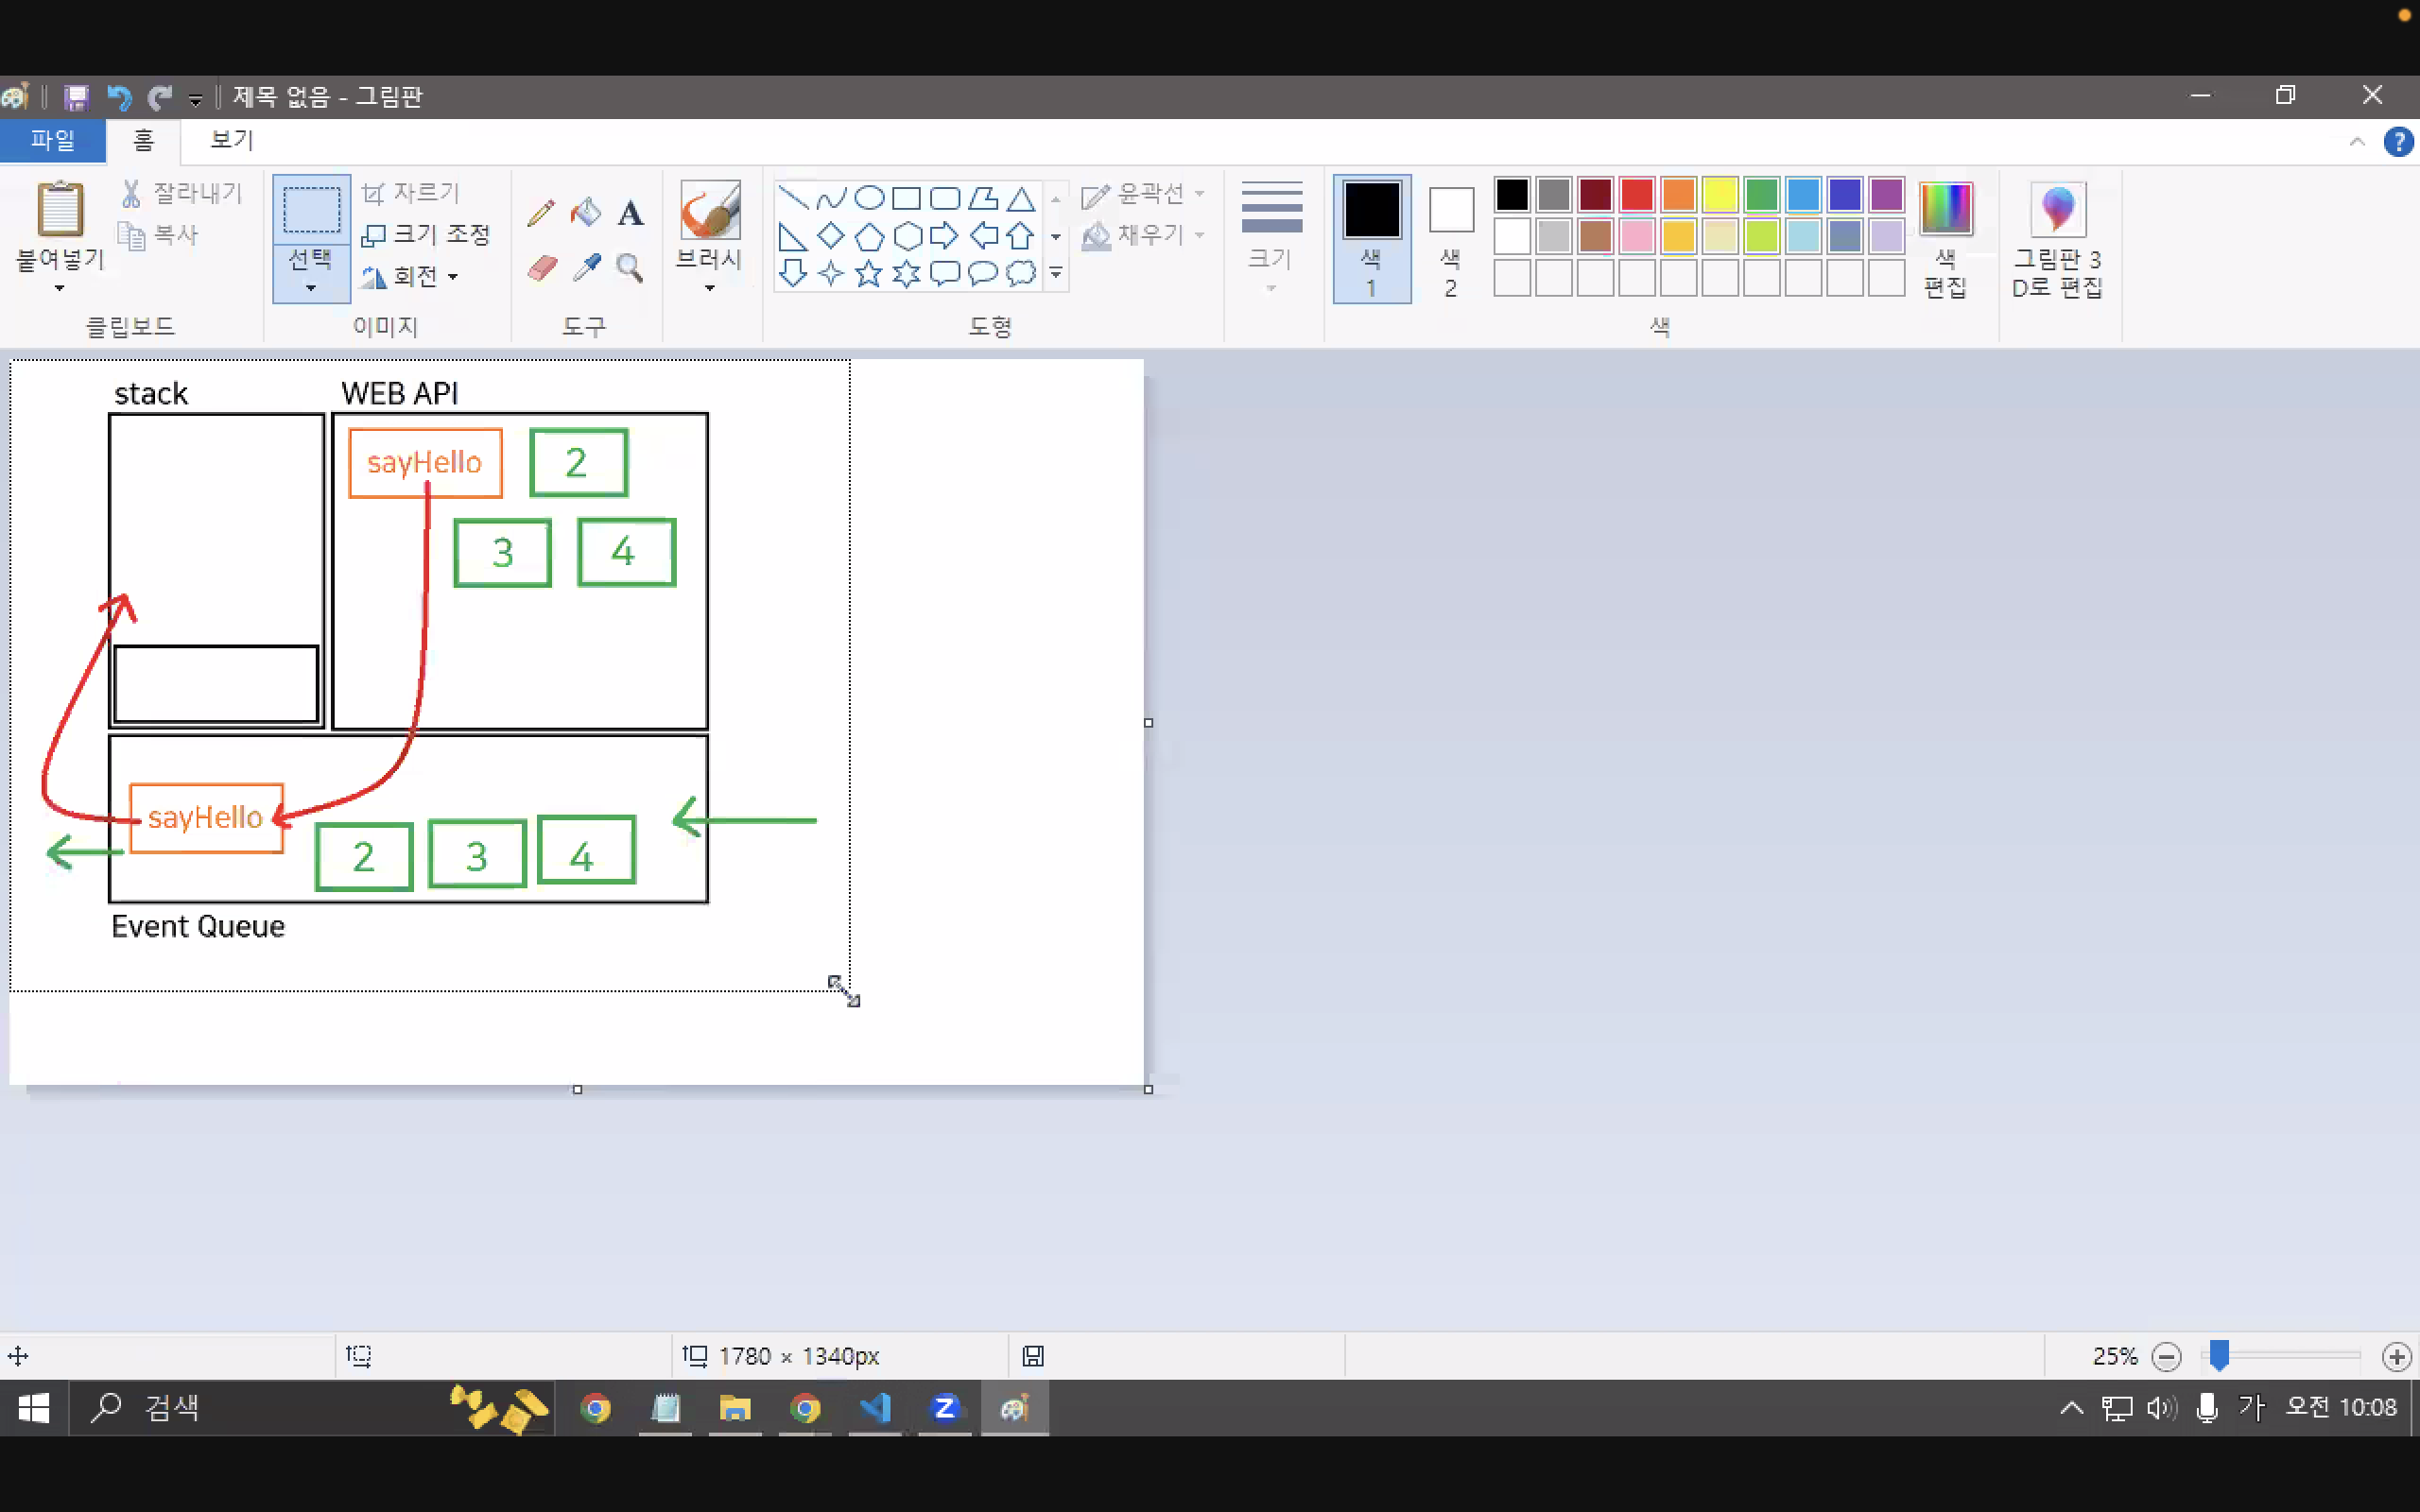 제목 없음 - 그림판
파일 홈 보기
붙여넣기
잘라내기
복사
클립보드
선택
자르기
크기 조정
회전
이미지
A
도구
브러시
윤곽선
채우기
도형
크기
색
1
색
2
색
편집
색
그림판 3
D로 편집
?
stack
WEB API
sayHello
2
3
4
sayHello
2
3
4
Event Queue
1780 × 1340px
25%
검색
Z
가
오전 10:08